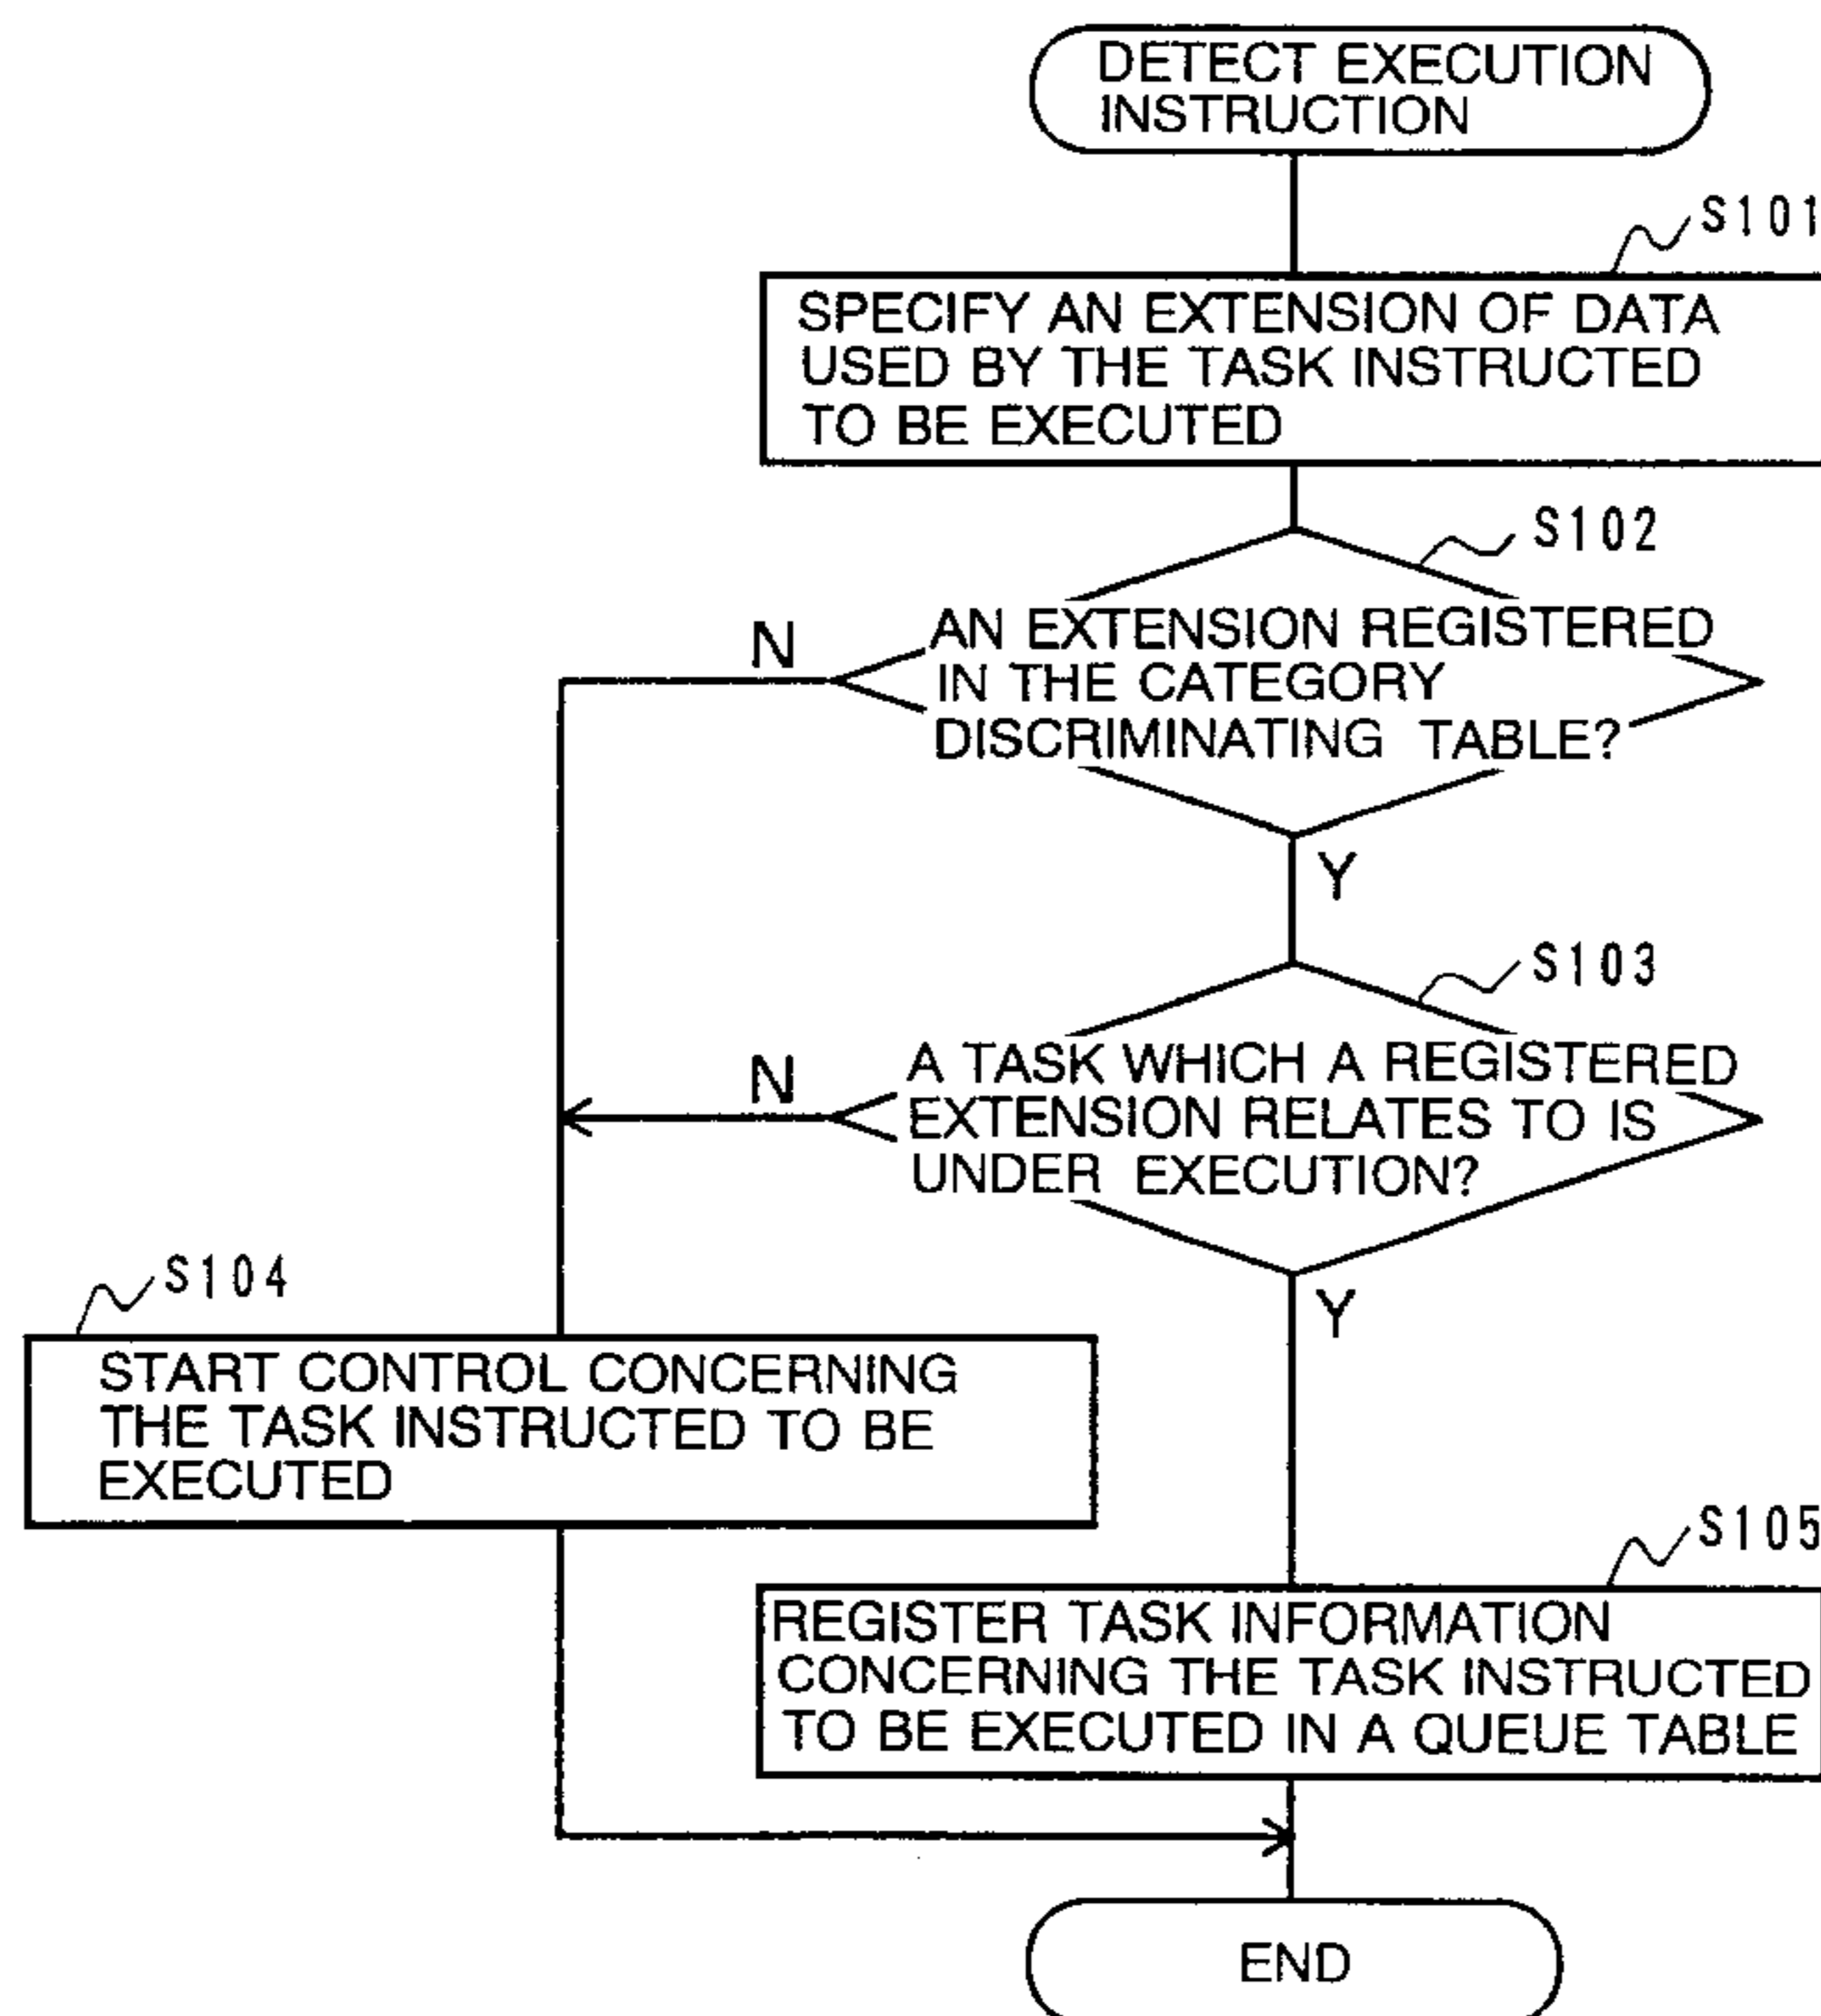 DETECT EXECUTION
INSTRUCTION
S101
SPECIFY AN EXTENSION OF DATA
USED BY THE TASK INSTRUCTED
TO BE EXECUTED
S102
AN EXTENSION REGISTERED
IN THE CATEGORY
DISCRIMINATING TABLE?
N
Y
S103
A TASK WHICH A REGISTERED
EXTENSION RELATES TO IS
UNDER EXECUTION?
N
Y
S104
START CONTROL CONCERNING
THE TASK INSTRUCTED TO BE
EXECUTED
S105
REGISTER TASK INFORMATION
CONCERNING THE TASK INSTRUCTED
TO BE EXECUTED IN A QUEUE TABLE
END